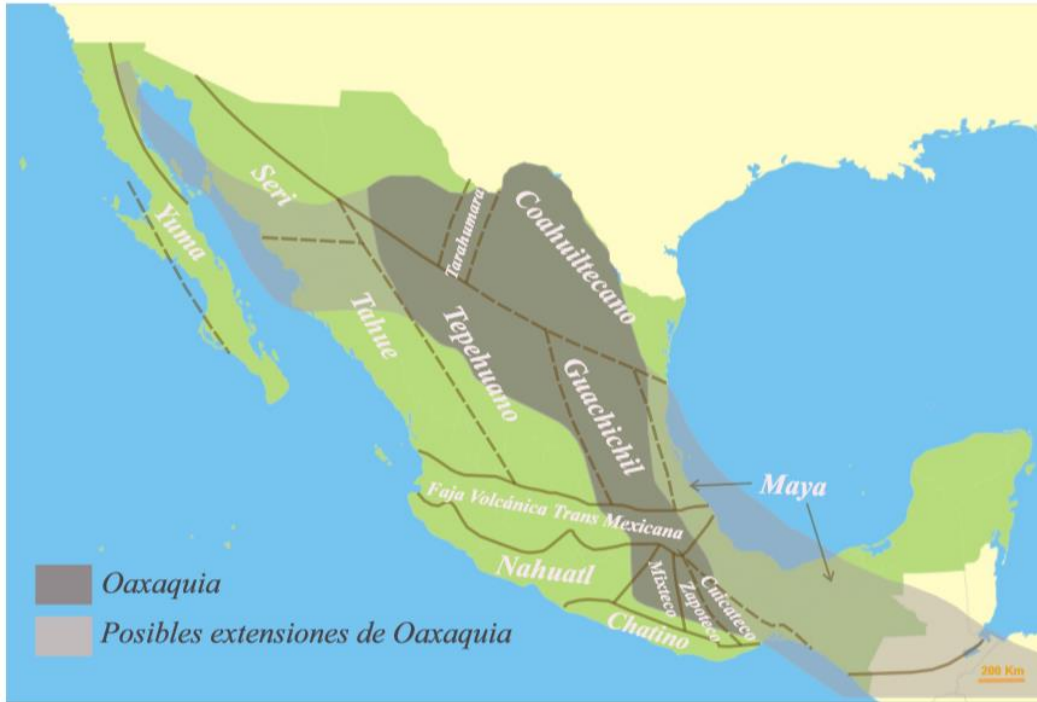 Seri
Yuma
Tarahumara
Coahuiltecano
Tahue
Tepehuano
Guachichil
Maya
Faja Volcánica Trans Mexicana
Nahuatl
Mixteco
Zapoteco
Cuicateco
Chatino
Oaxaquia
Posibles extensiones de Oaxaquia
200 Km